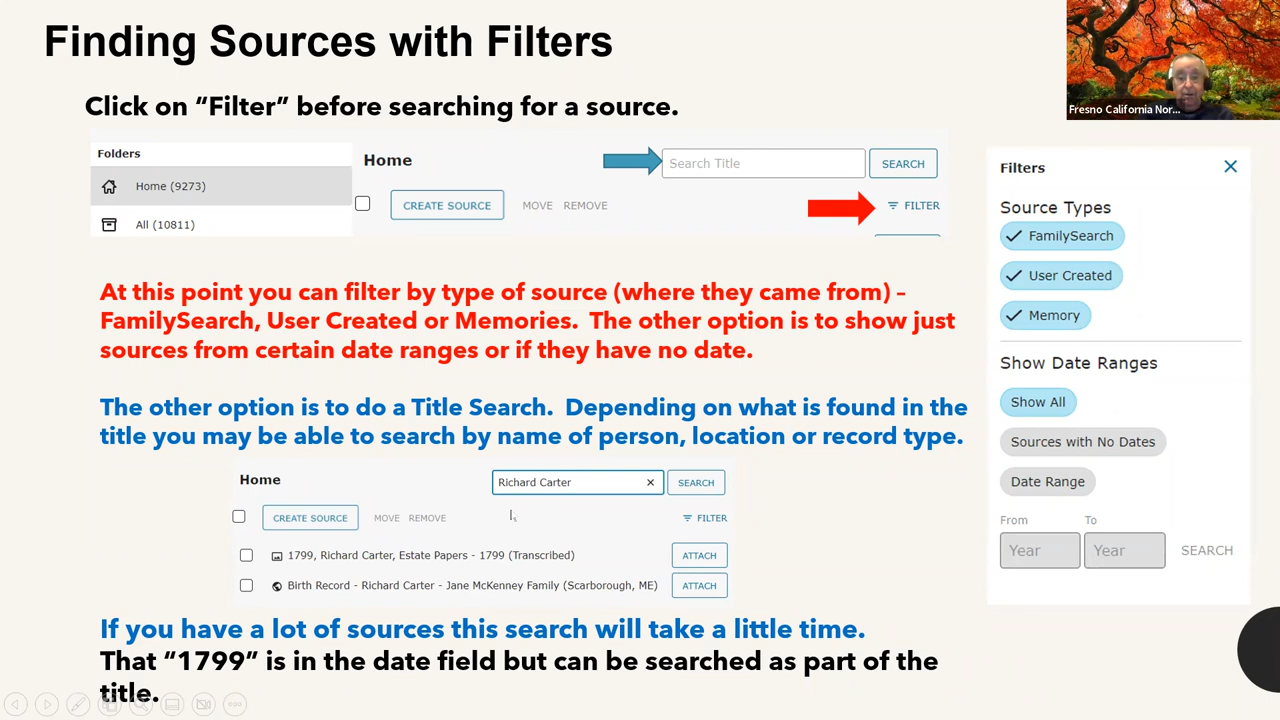 Finding Sources with Filters
Fresno California Nor...
Click on “Filter” before searching for a source.
Folders
Home (9273)
All (10811)
Home
Search Title
SEARCH
CREATE SOURCE
MOVE
REMOVE
FILTER
At this point you can filter by type of source (where they came from) –
FamilySearch, User Created or Memories.  The other option is to show just
sources from certain date ranges or if they have no date.
The other option is to do a Title Search.  Depending on what is found in the
title you may be able to search by name of person, location or record type.
Home
Richard Carter
SEARCH
CREATE SOURCE
MOVE
REMOVE
FILTER
1799, Richard Carter, Estate Papers - 1799 (Transcribed)
ATTACH
Birth Record - Richard Carter - Jane McKenney Family (Scarborough, ME)
ATTACH
If you have a lot of sources this search will take a little time.
That “1799” is in the date field but can be searched as part of the
title.
Filters
Source Types
FamilySearch
User Created
Memory
Show Date Ranges
Show All
Sources with No Dates
Date Range
From To
Year Year SEARCH